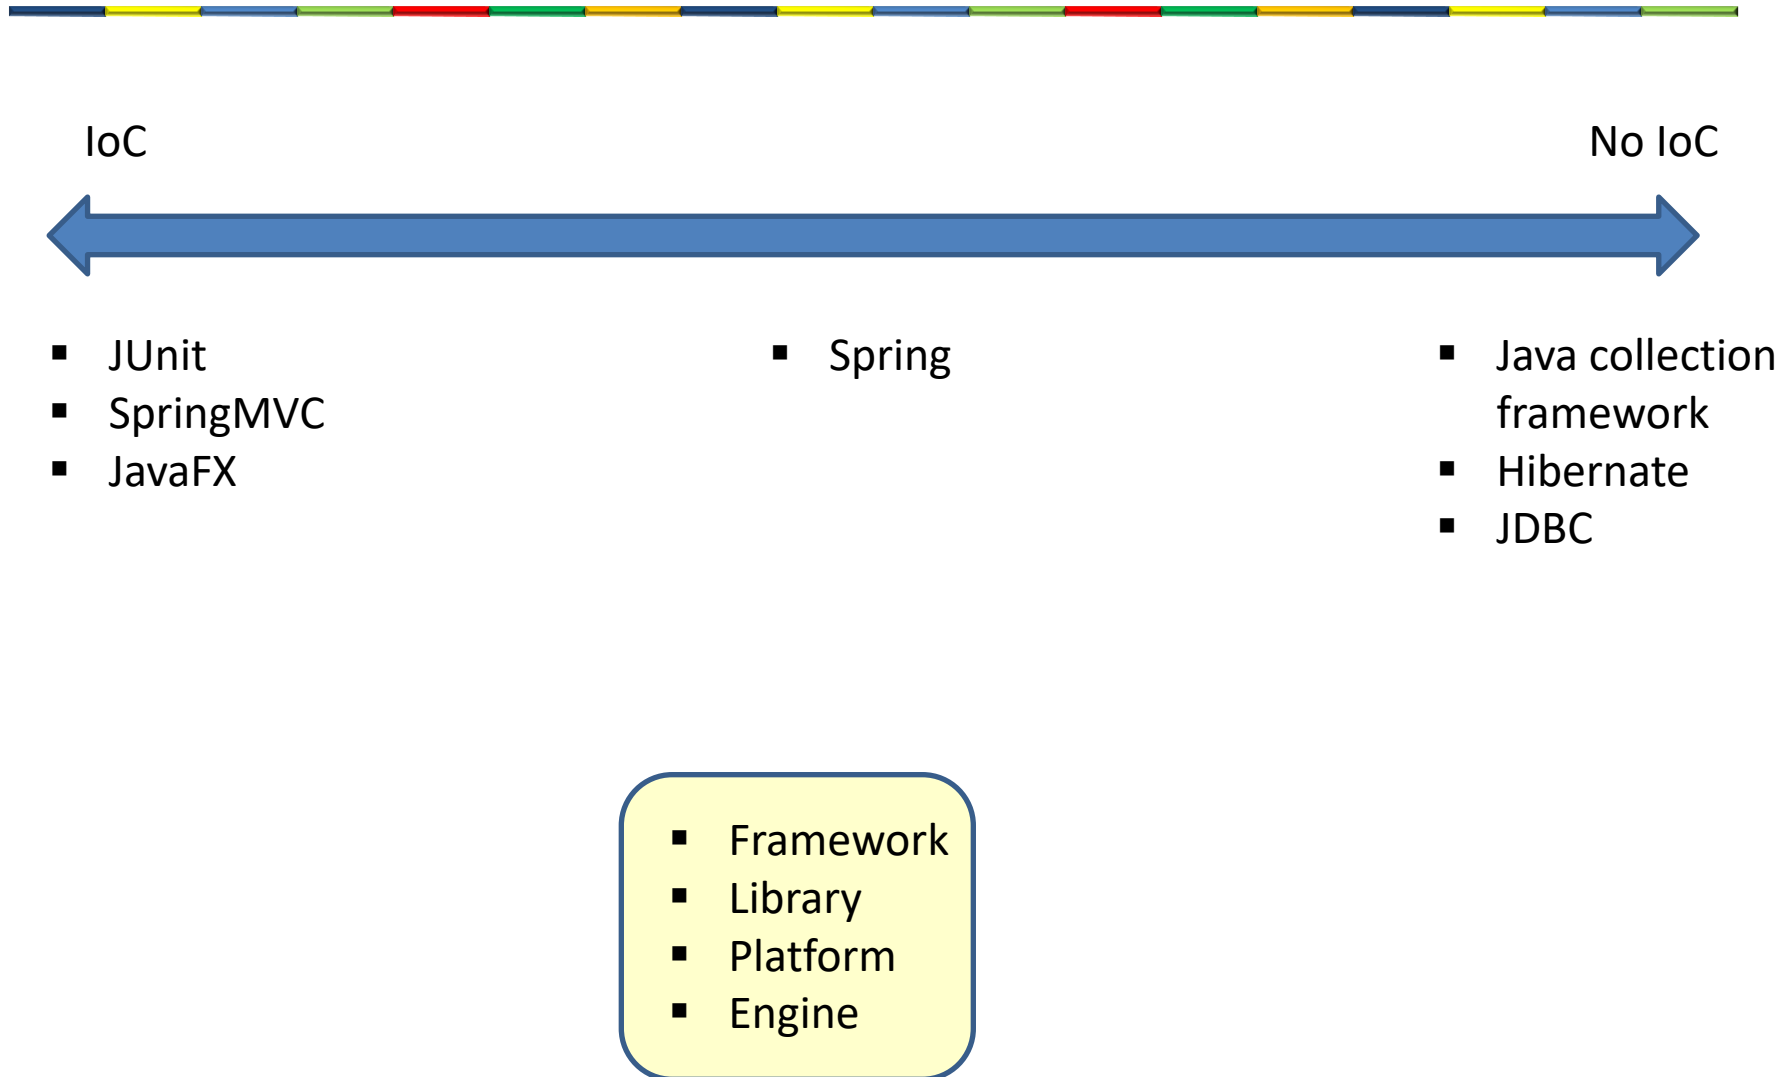 IoC
No IoC
▪ JUnit
▪ SpringMVC
▪ JavaFX
▪ Spring
▪ Java collection
framework
▪ Hibernate
▪ JDBC
▪ Framework
▪ Library
▪ Platform
▪ Engine